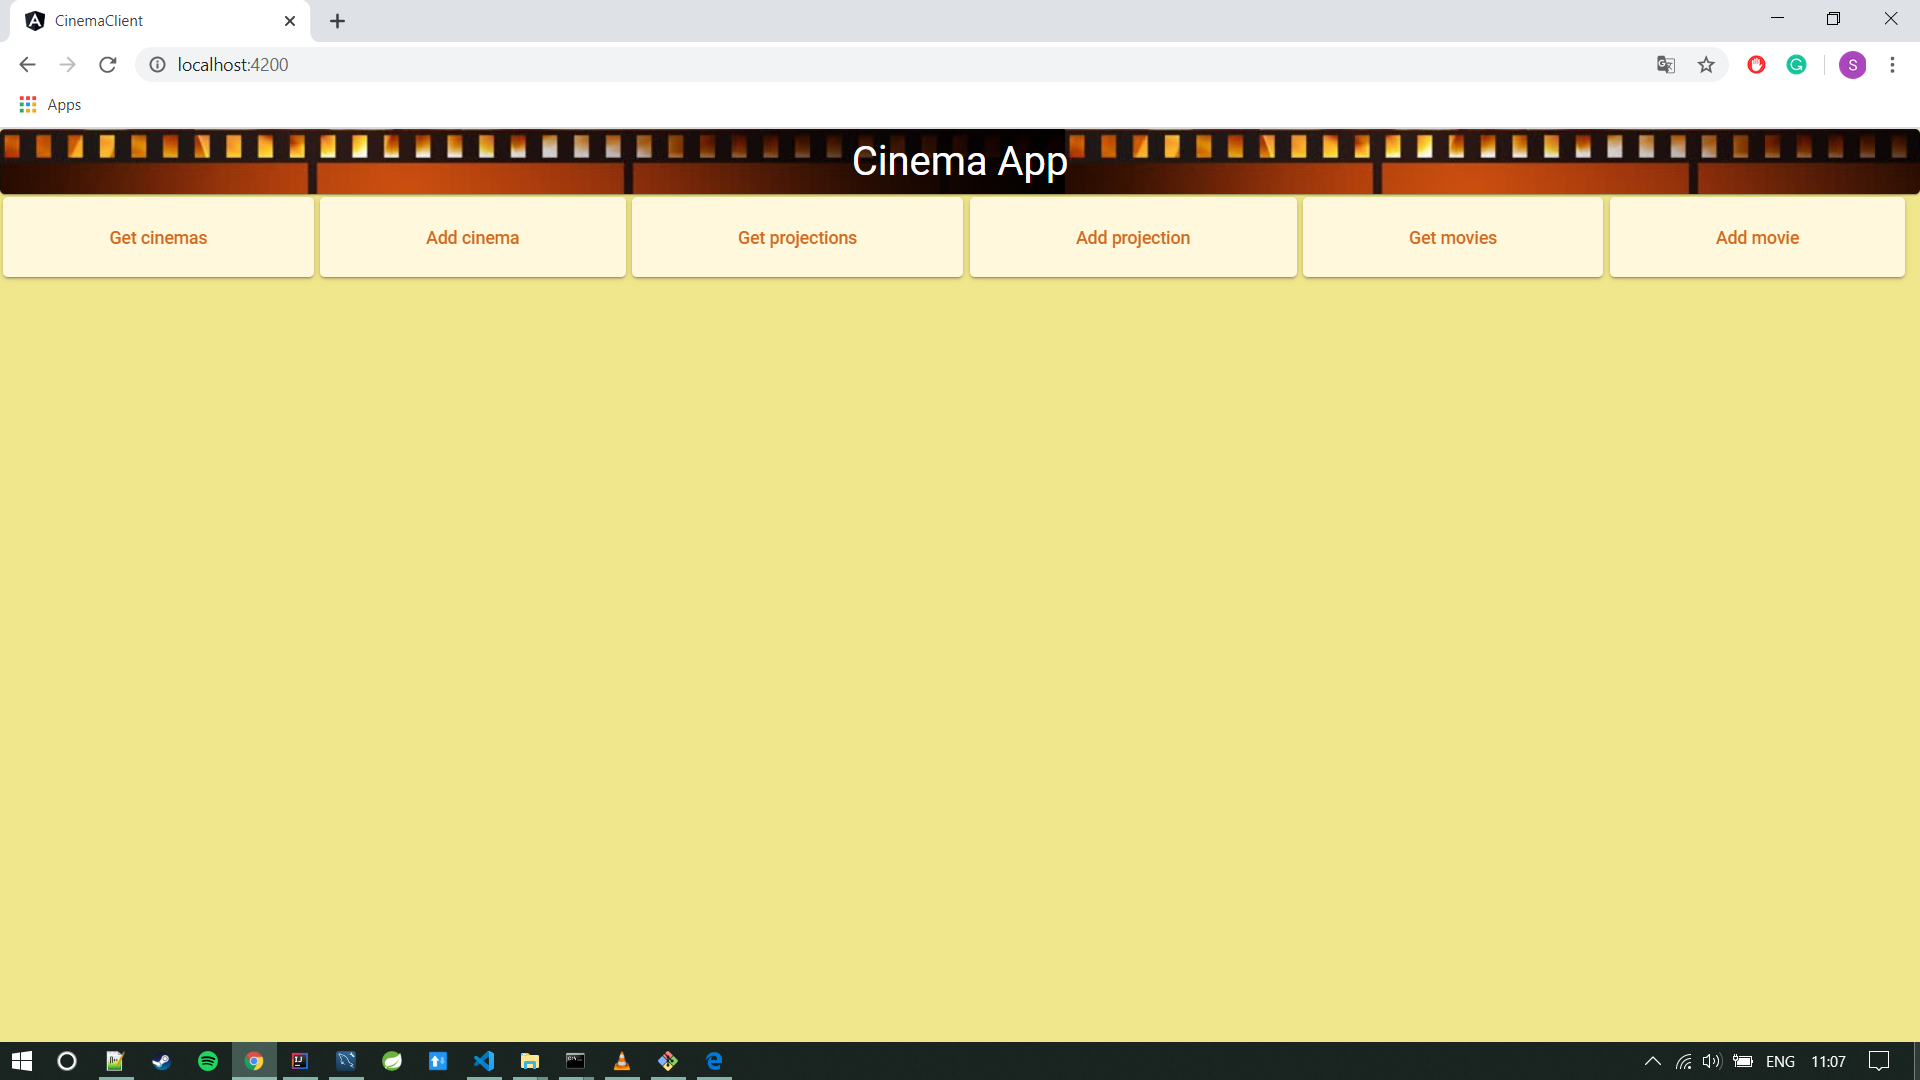 CinemaClient
localhost:4200
S
Apps
Cinema App
Get cinemas
Add cinema
Get projections
Add projection
Get movies
Add movie
ENG
11:07